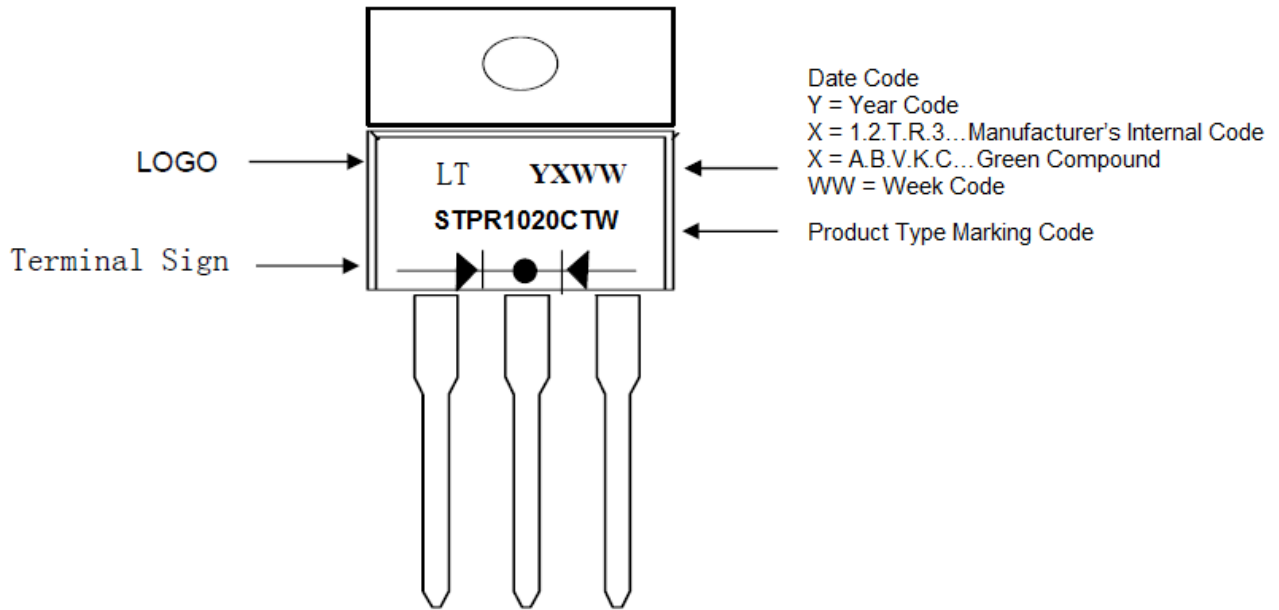 Date Code
Y = Year Code
X = 1.2.T.R.3...Manufacturer's Internal Code
X = A.B.V.K.C...Green Compound
WW = Week Code
LOGO
LT YXWW
STPR1020CTW
Product Type Marking Code
Terminal Sign